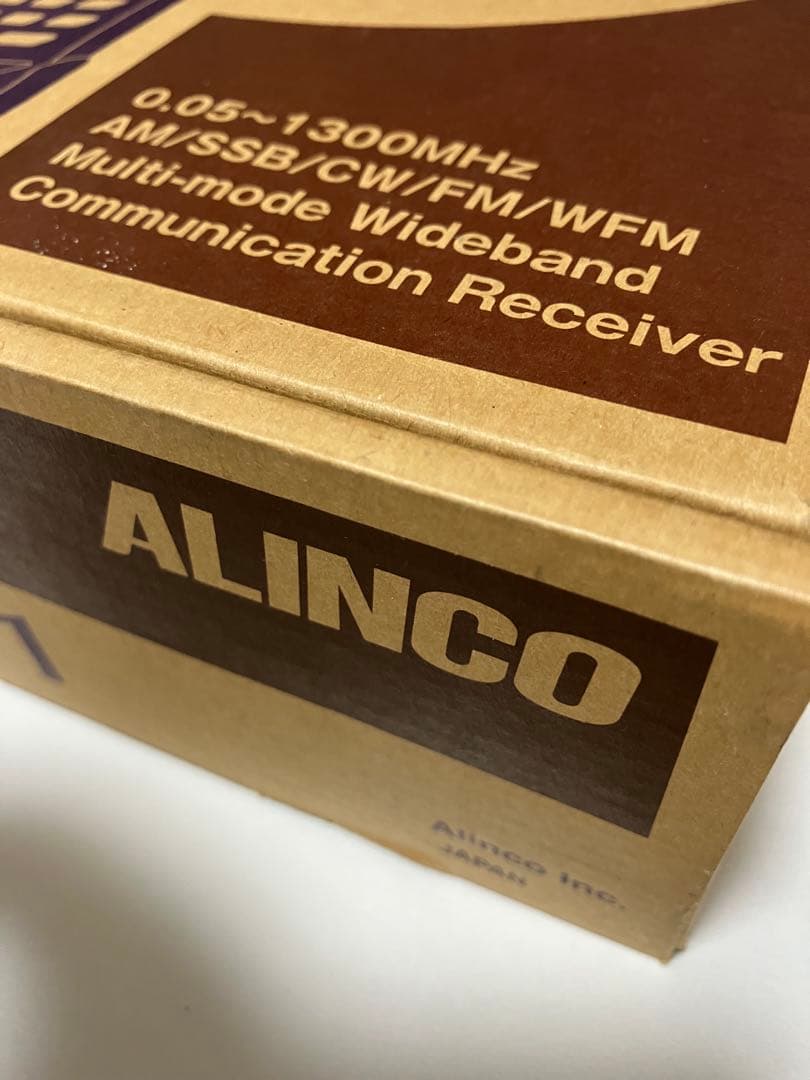 0.05~1300MHz
AM/SSB/CW/FM/WFM
Multi-mode Wideband
Communication Receiver
ALINCO
Alinco Inc.
JAPAN